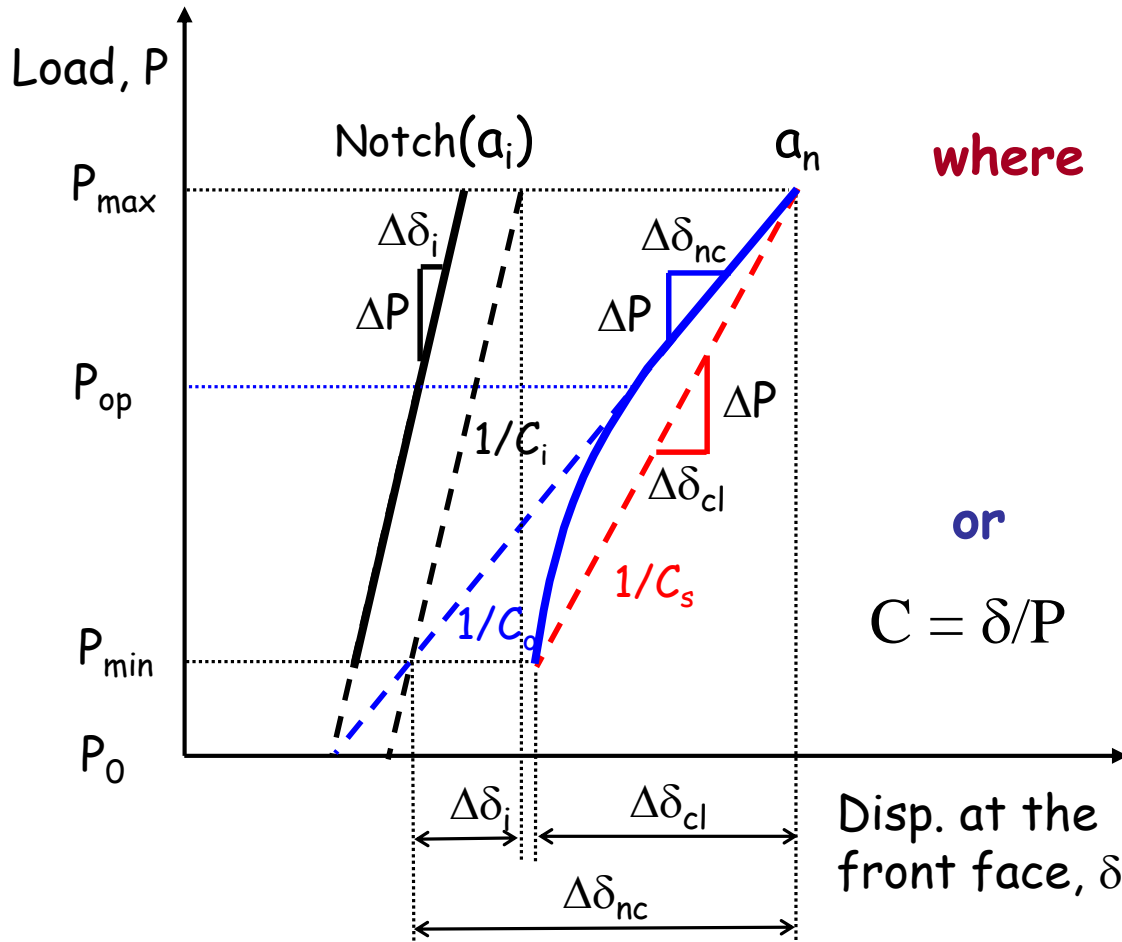 Load, P
Notch(aᵢ)
aₙ
where
Pmax
Δδᵢ
Δδnc
ΔP
ΔP
Pop
ΔP
1/Cᵢ
Δδcl
or
1/Cₛ
1/Cₒ
C = δ/P
Pmin
P₀
Δδᵢ
Δδcl
Disp. at the
front face, δ
Δδnc